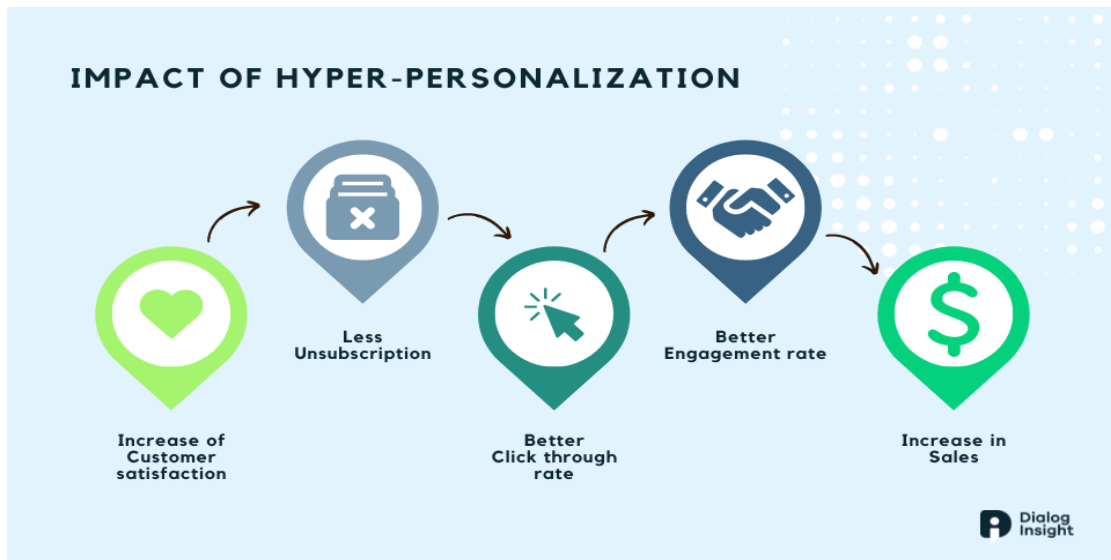 IMPACT OF HYPER-PERSONALIZATION
Increase of
Customer
satisfaction
Less
Unsubscription
Better
Click through
rate
Better
Engagement rate
Increase in
Sales
Dialog
Insight